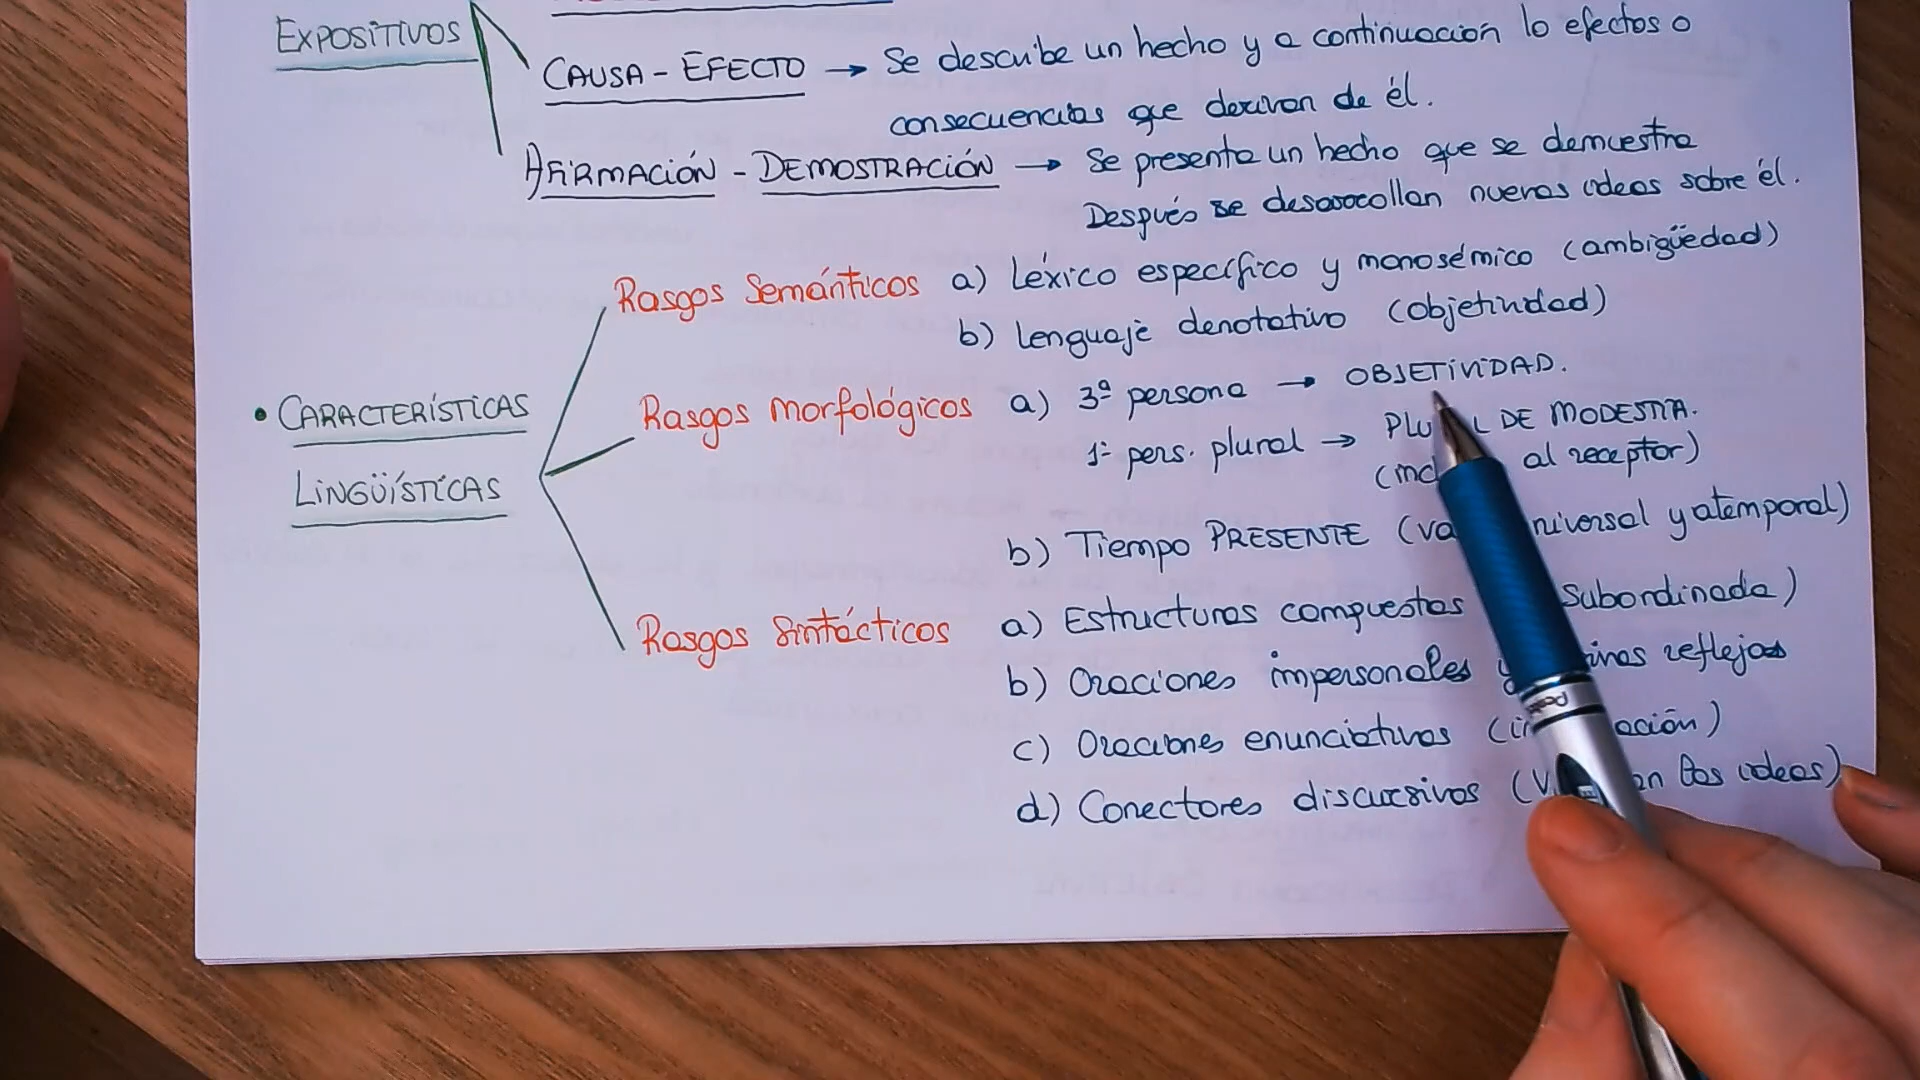 EXPOSITIVOS
CAUSA - EFECTO → Se describe un hecho y a continuación lo efectos o
consecuencias que derivan de él.
AFIRMACIÓN - DEMOSTRACIÓN → Se presenta un hecho que se demuestra
Después se desarrollan nuevas ideas sobre él.
• CARACTERÍSTICAS
LINGÜÍSTICAS
Rasgos Semánticos a) Léxico específico y monosémico (ambigüedad)
b) Lenguaje denotativo (objetividad)
Rasgos Morfológicos a) 3ª persona → OBJETIVIDAD.
1ª pers. plural → DE MODESTIA.
al receptor)
b) Tiempo PRESENTE y atemporal)
Rasgos Sintácticos a) Estructuras compuestas Subordinada)
b) Oraciones impersonales y reflejas
c) Oraciones enunciativas
d) Conectores discursivos las ideas)